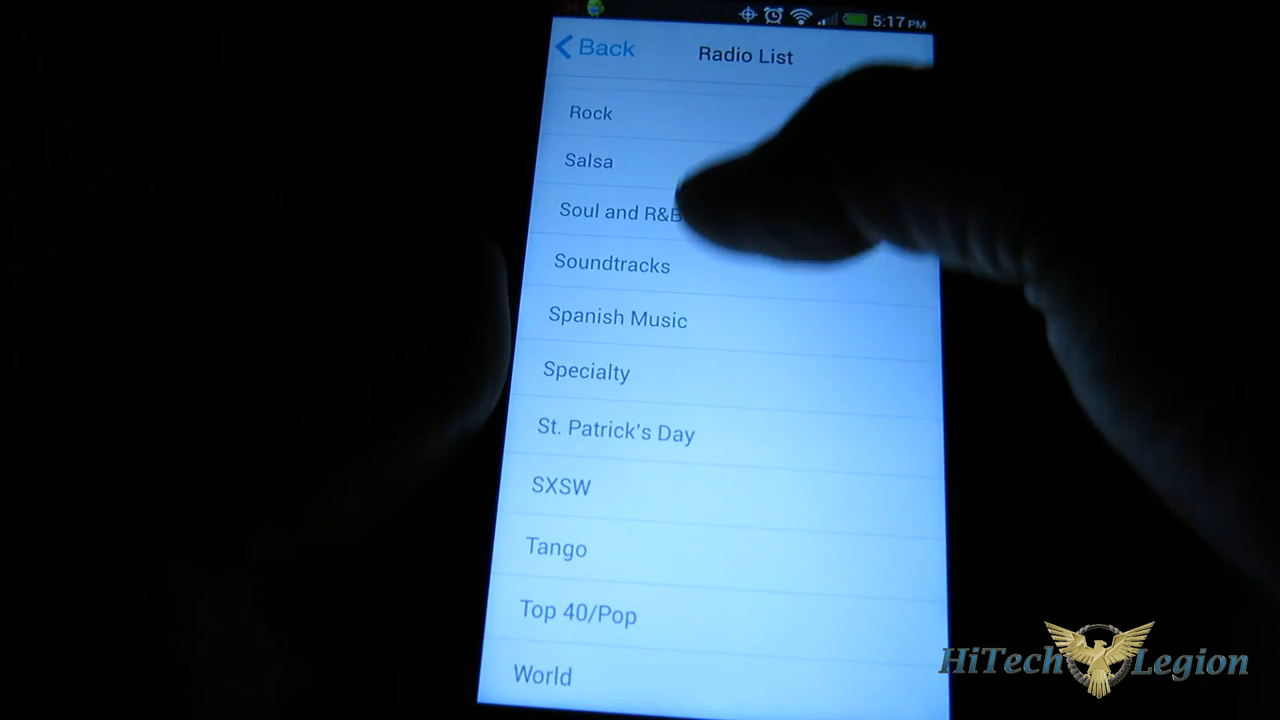 5:17 PM
Back
Radio List
Rock
Salsa
Soul and R&B
Soundtracks
Spanish Music
Specialty
St. Patrick's Day
SXSW
Tango
Top 40/Pop
World
HiTech Legion